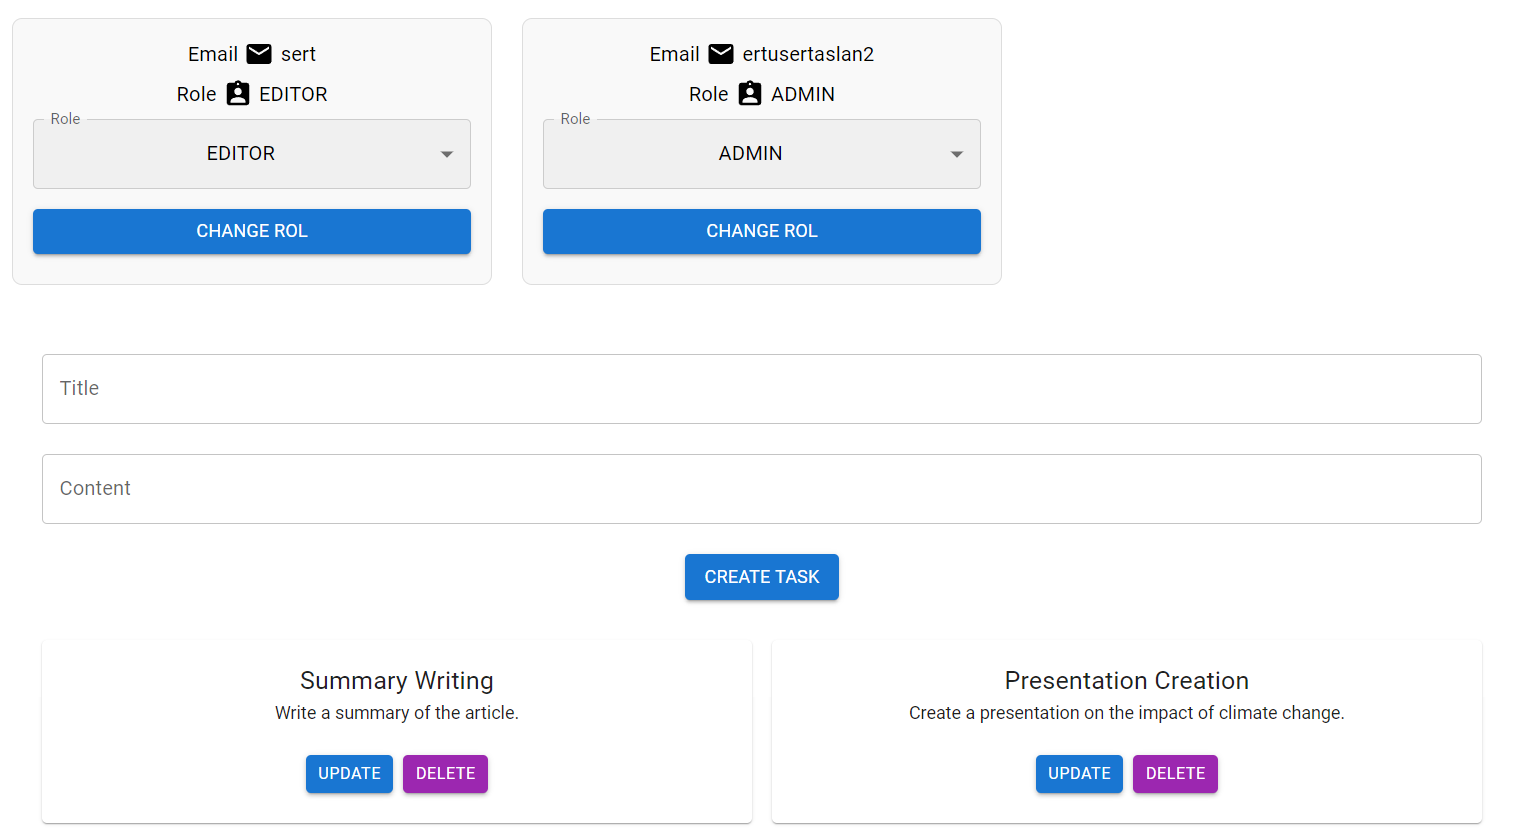 Email sert
Role EDITOR
Role
EDITOR
CHANGE ROL
Email ertusertaslan2
Role ADMIN
Role
ADMIN
CHANGE ROL
Title
Content
CREATE TASK
Summary Writing
Write a summary of the article.
UPDATE DELETE
Presentation Creation
Create a presentation on the impact of climate change.
UPDATE DELETE